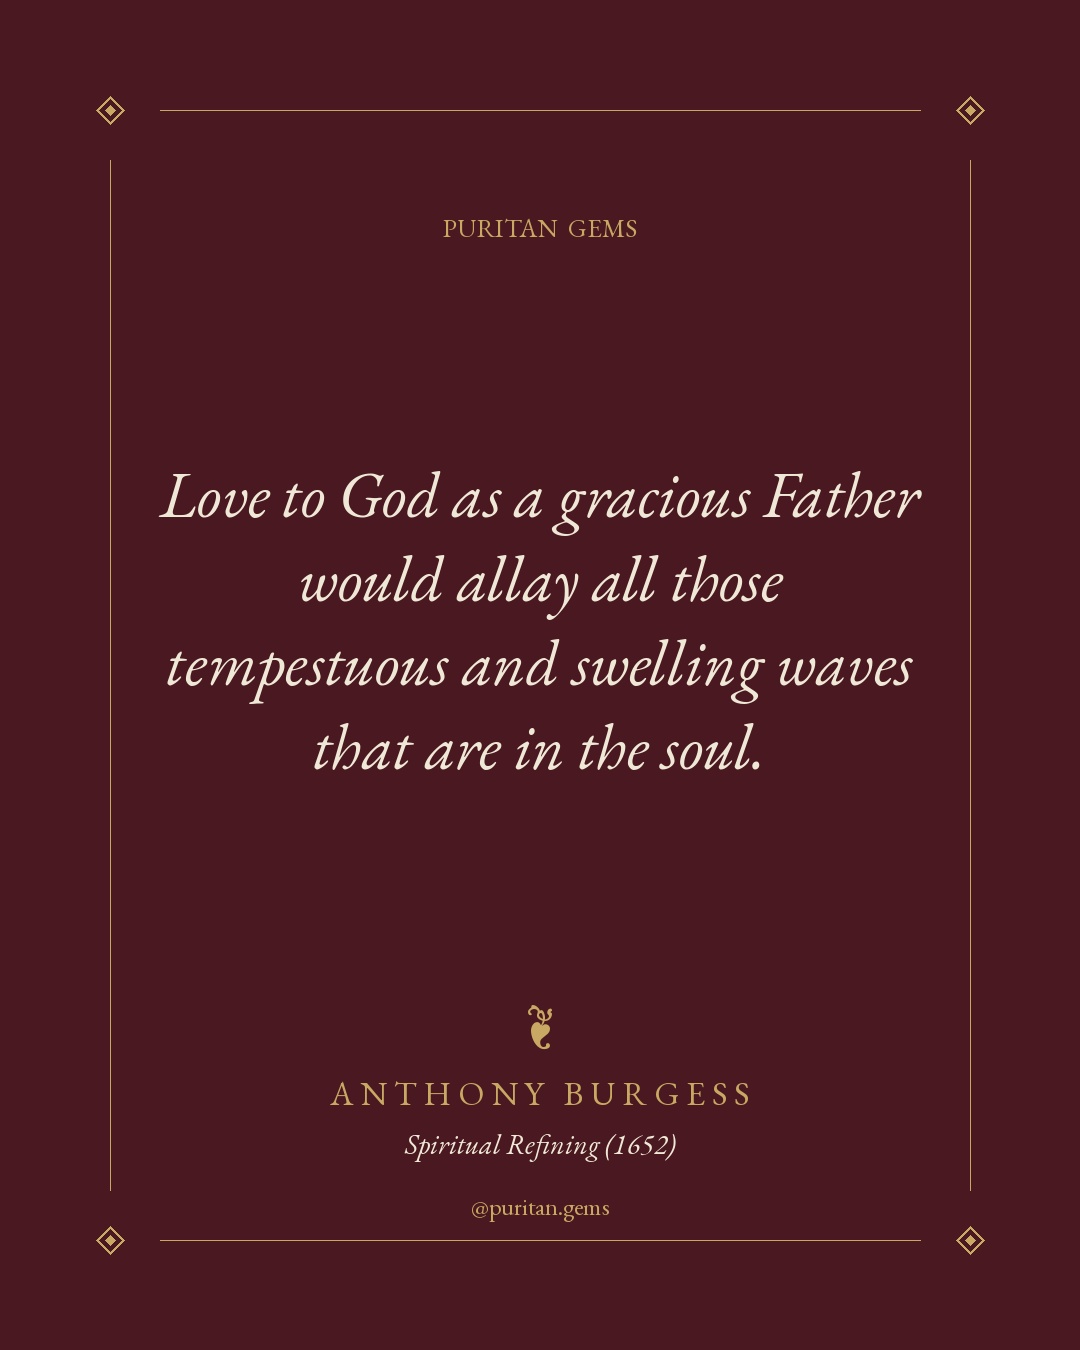 PURITAN GEMS
Love to God as a gracious Father
would allay all those
tempestuous and swelling waves
that are in the soul.
ANTHONY BURGESS
Spiritual Refining (1652)
@puritan.gems